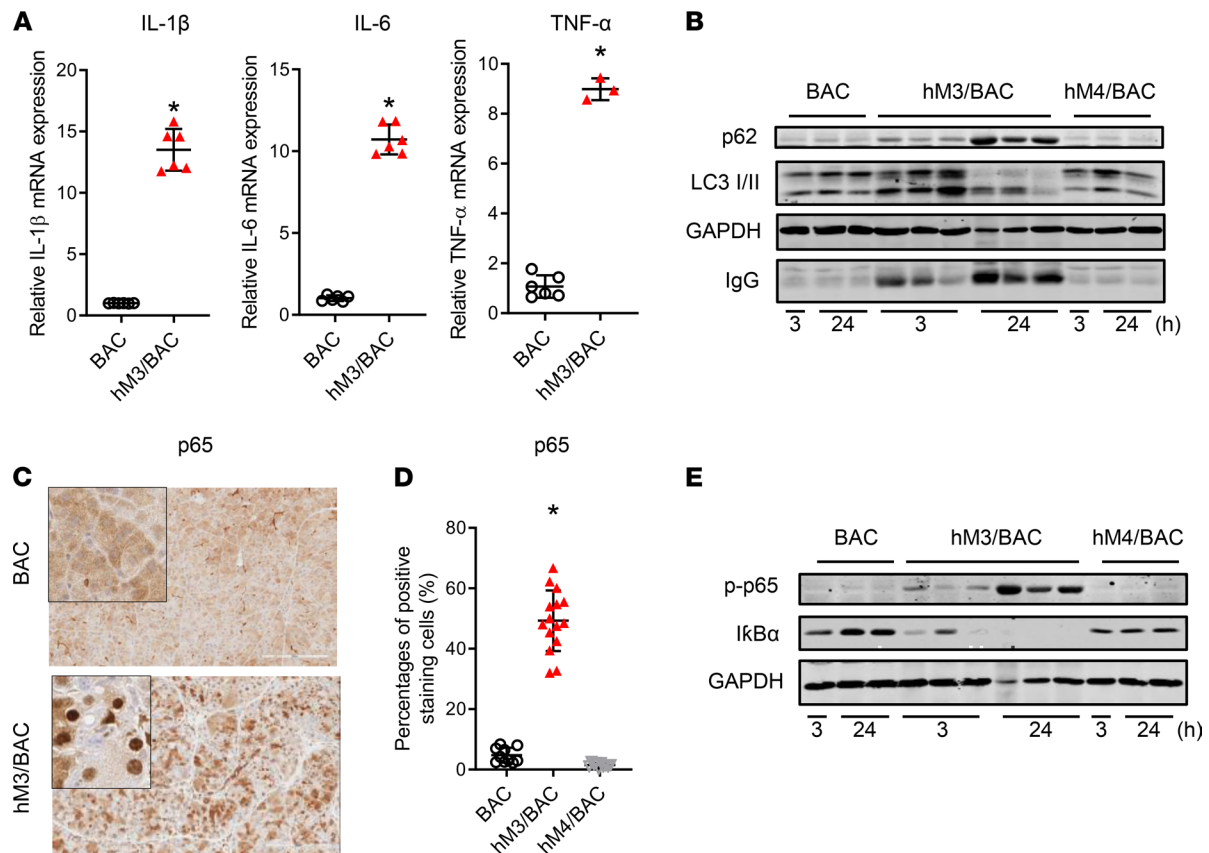 A
IL-1β
Relative IL-1β mRNA expression
20
15
10
5
0
*
BAC
hM3/BAC
IL-6
Relative IL-6 mRNA expression
15
10
5
0
*
BAC
hM3/BAC
TNF-α
Relative TNF-α mRNA expression
10
8
6
4
2
0
*
BAC
hM3/BAC
B
BAC hM3/BAC hM4/BAC
p62
LC3 I/II
GAPDH
IgG
3 24 3 24 3 24 (h)
C
p65
BAC
hM3/BAC
D
p65
Percentages of positive
staining cells (%)
80
60
40
20
0
*
BAC
hM3/BAC
hM4/BAC
E
BAC hM3/BAC hM4/BAC
p-p65
IƙBα
GAPDH
3 24 3 24 3 24 (h)